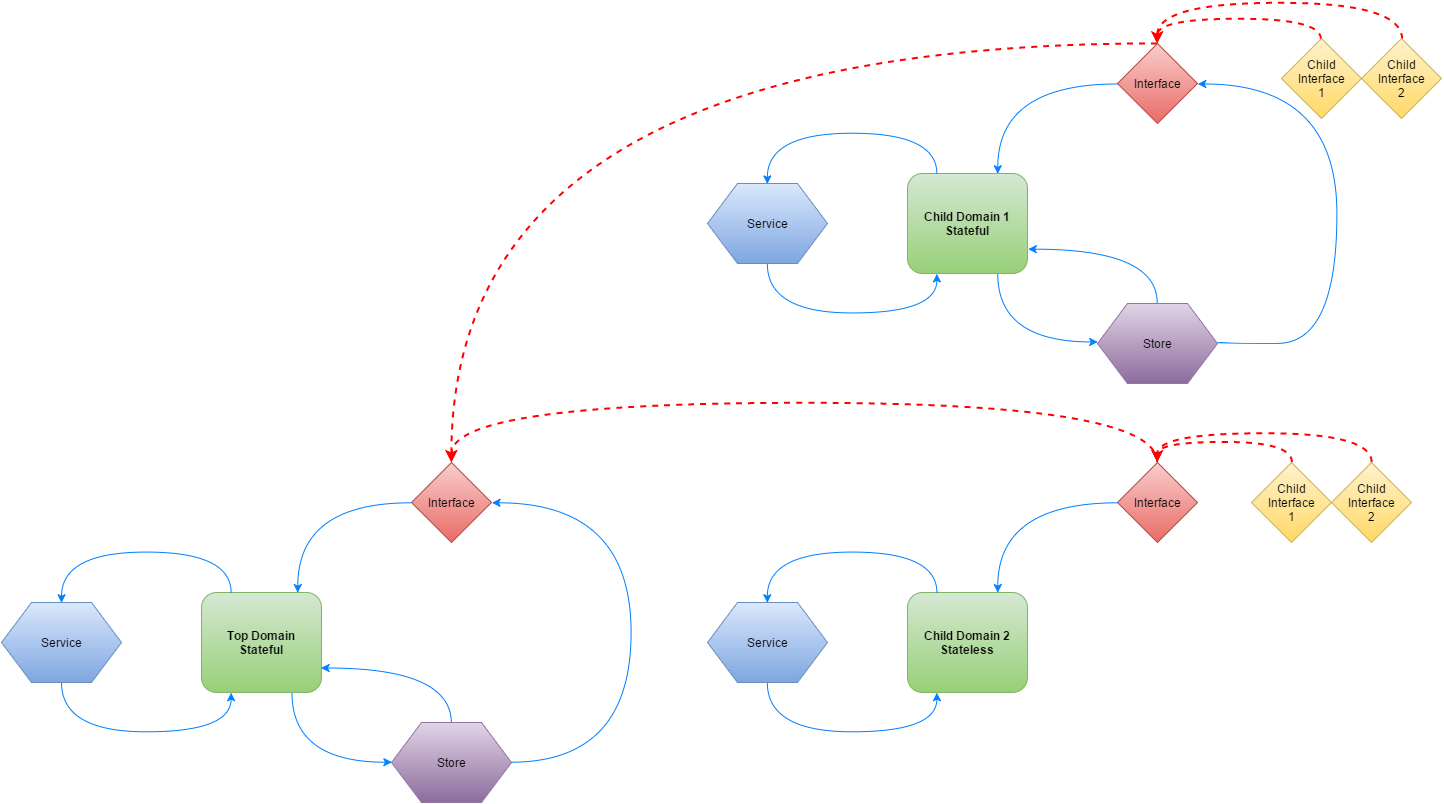 Child
Interface
1
Child
Interface
2
Interface
Service
Child Domain 1
Stateful
Store
Interface
Interface
Child
Interface
1
Child
Interface
2
Service
Top Domain
Stateful
Service
Child Domain 2
Stateless
Store